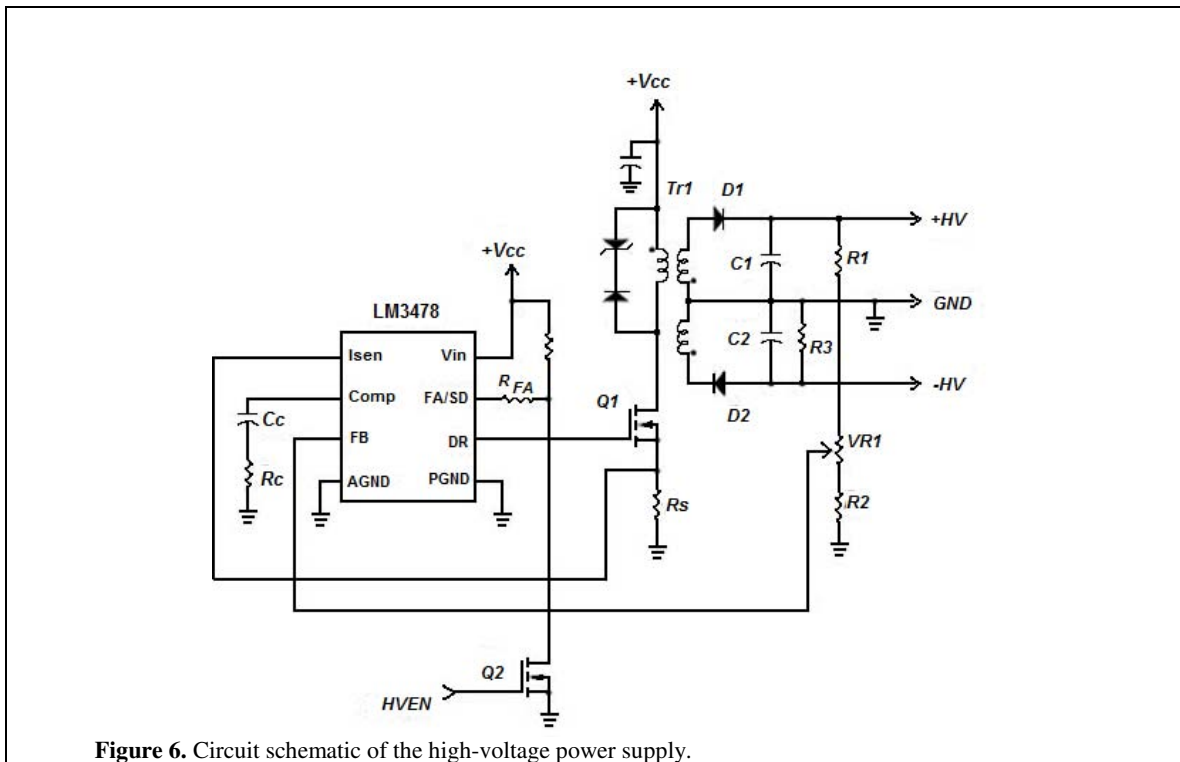 +Vcc
Tr1
D1
+HV
+Vcc
C1
R1
LM3478
GND
Isen
Vin
C2
R3
R FA
-HV
Comp
FA/SD
Q1
D2
Cc
FB
DR
VR1
Rc
AGND
PGND
Rs
R2
Q2
HVEN
Figure 6. Circuit schematic of the high-voltage power supply.